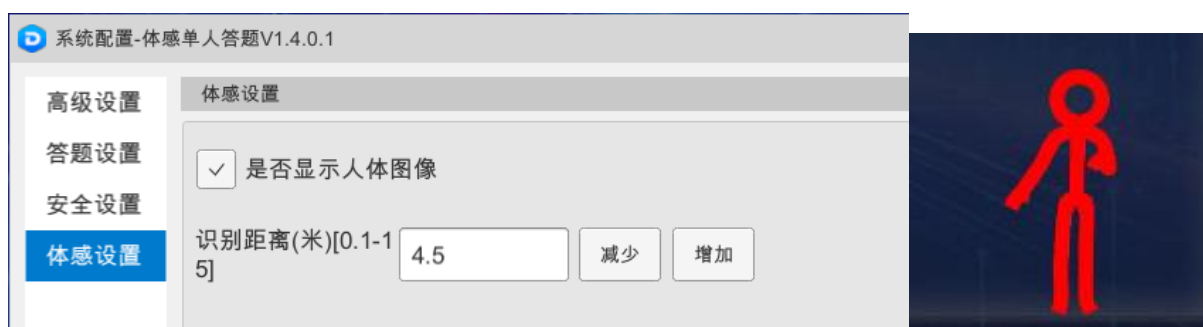 系统配置-体感单人答题V1.4.0.1
高级设置
答题设置
安全设置
体感设置
体感设置
是否显示人体图像
识别距离(米)[0.1-1
5]
4.5
减少
增加